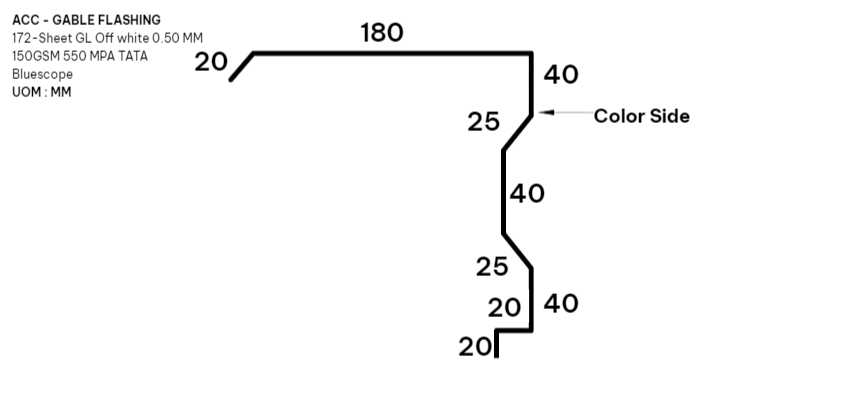 ACC - GABLE FLASHING
172-Sheet GL Off white 0.50 MM
150GSM 550 MPA TATA
Bluescope
UOM : MM
180
20
40
25
Color Side
40
25
20 40
20